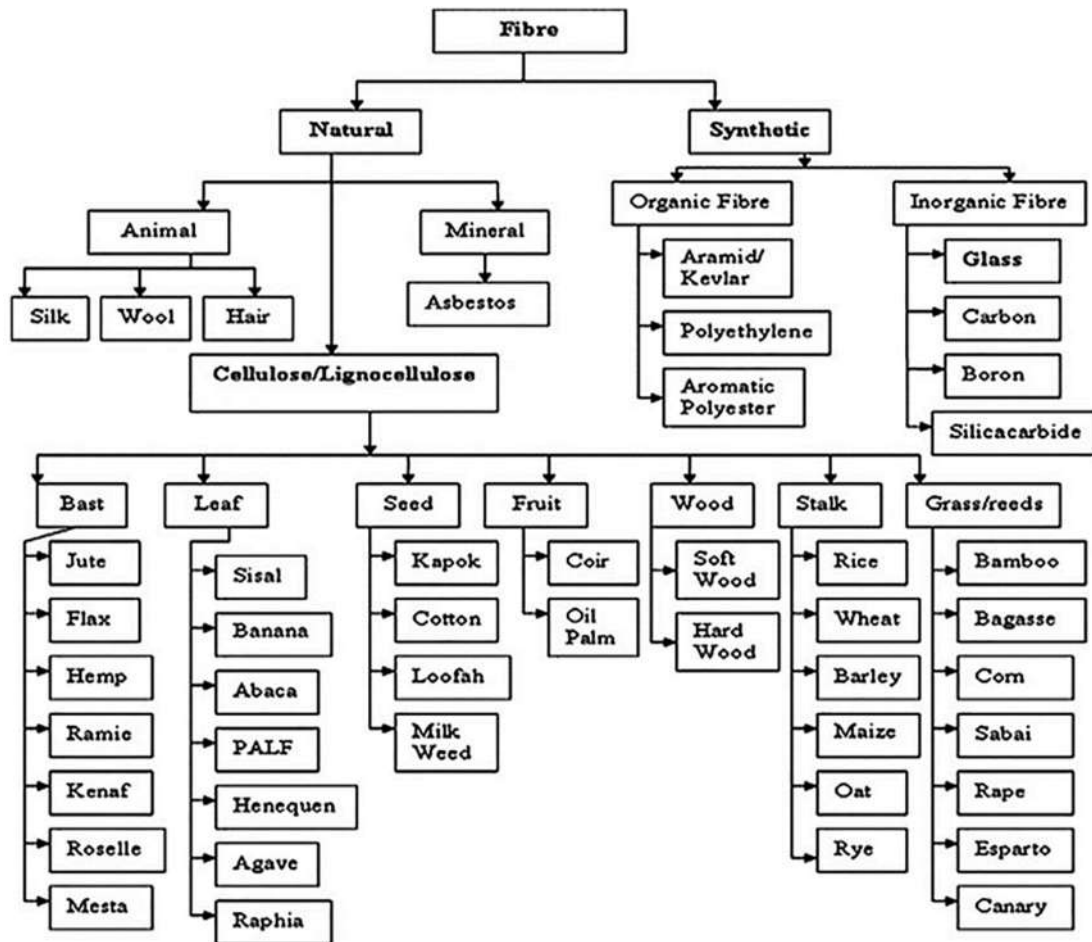 Fibre
Natural
Synthetic
Animal
Mineral
Organic Fibre
Inorganic Fibre
Silk
Wool
Hair
Asbestos
Aramid/
Kevlar
Polyethylene
Aromatic
Polyester
Glass
Carbon
Boron
Silicacarbide
Cellulose/Lignocellulose
Bast
Leaf
Seed
Fruit
Wood
Stalk
Grass/reeds
Jute
Flax
Hemp
Ramie
Kenaf
Roselle
Mesta
Sisal
Banana
Abaca
PALF
Henequen
Agave
Raphia
Kapok
Cotton
Loofah
Milk
Weed
Coir
Oil
Palm
Soft
Wood
Hard
Wood
Rice
Wheat
Barley
Maize
Oat
Rye
Bamboo
Bagasse
Corn
Sabai
Rape
Esparto
Canary